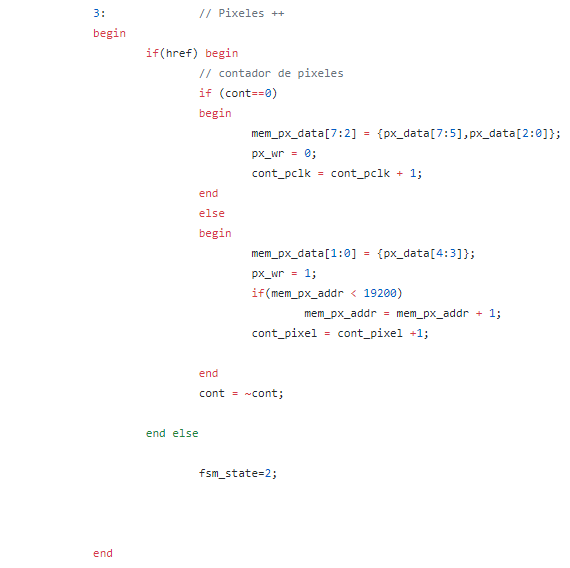 3:		// Pixeles ++
begin
	if(href) begin
		// contador de pixeles
		if (cont==0)
		begin
			mem_px_data[7:2] = {px_data[7:5],px_data[2:0]};
			px_wr = 0;
			cont_pclk = cont_pclk + 1;
		end
		else
		begin
			mem_px_data[1:0] = {px_data[4:3]};
			px_wr = 1;
			if(mem_px_addr < 19200)
				mem_px_addr = mem_px_addr + 1;
			cont_pixel = cont_pixel +1;
		end
		cont = ~cont;
	end else
		fsm_state=2;
end